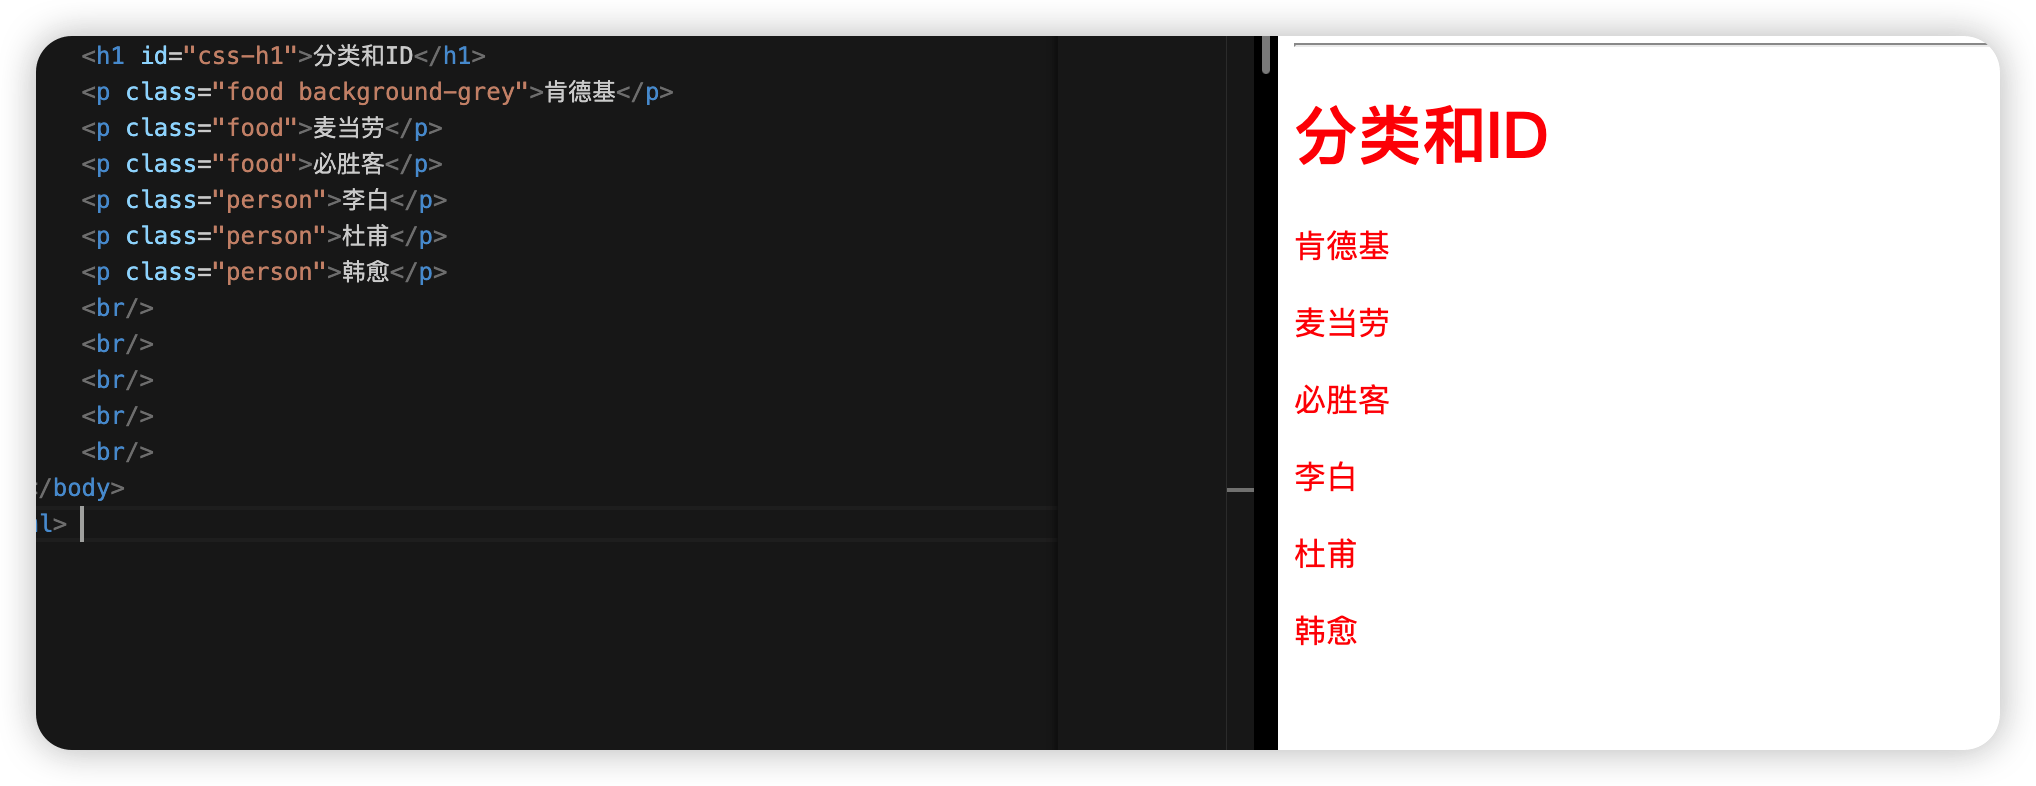 <h1 id="css-h1">分类和ID</h1>
<p class="food background-grey">肯德基</p>
<p class="food">麦当劳</p>
<p class="food">必胜客</p>
<p class="person">李白</p>
<p class="person">杜甫</p>
<p class="person">韩愈</p>
<br/>
<br/>
<br/>
<br/>
<br/>
</body>
l>
分类和ID
肯德基
麦当劳
必胜客
李白
杜甫
韩愈